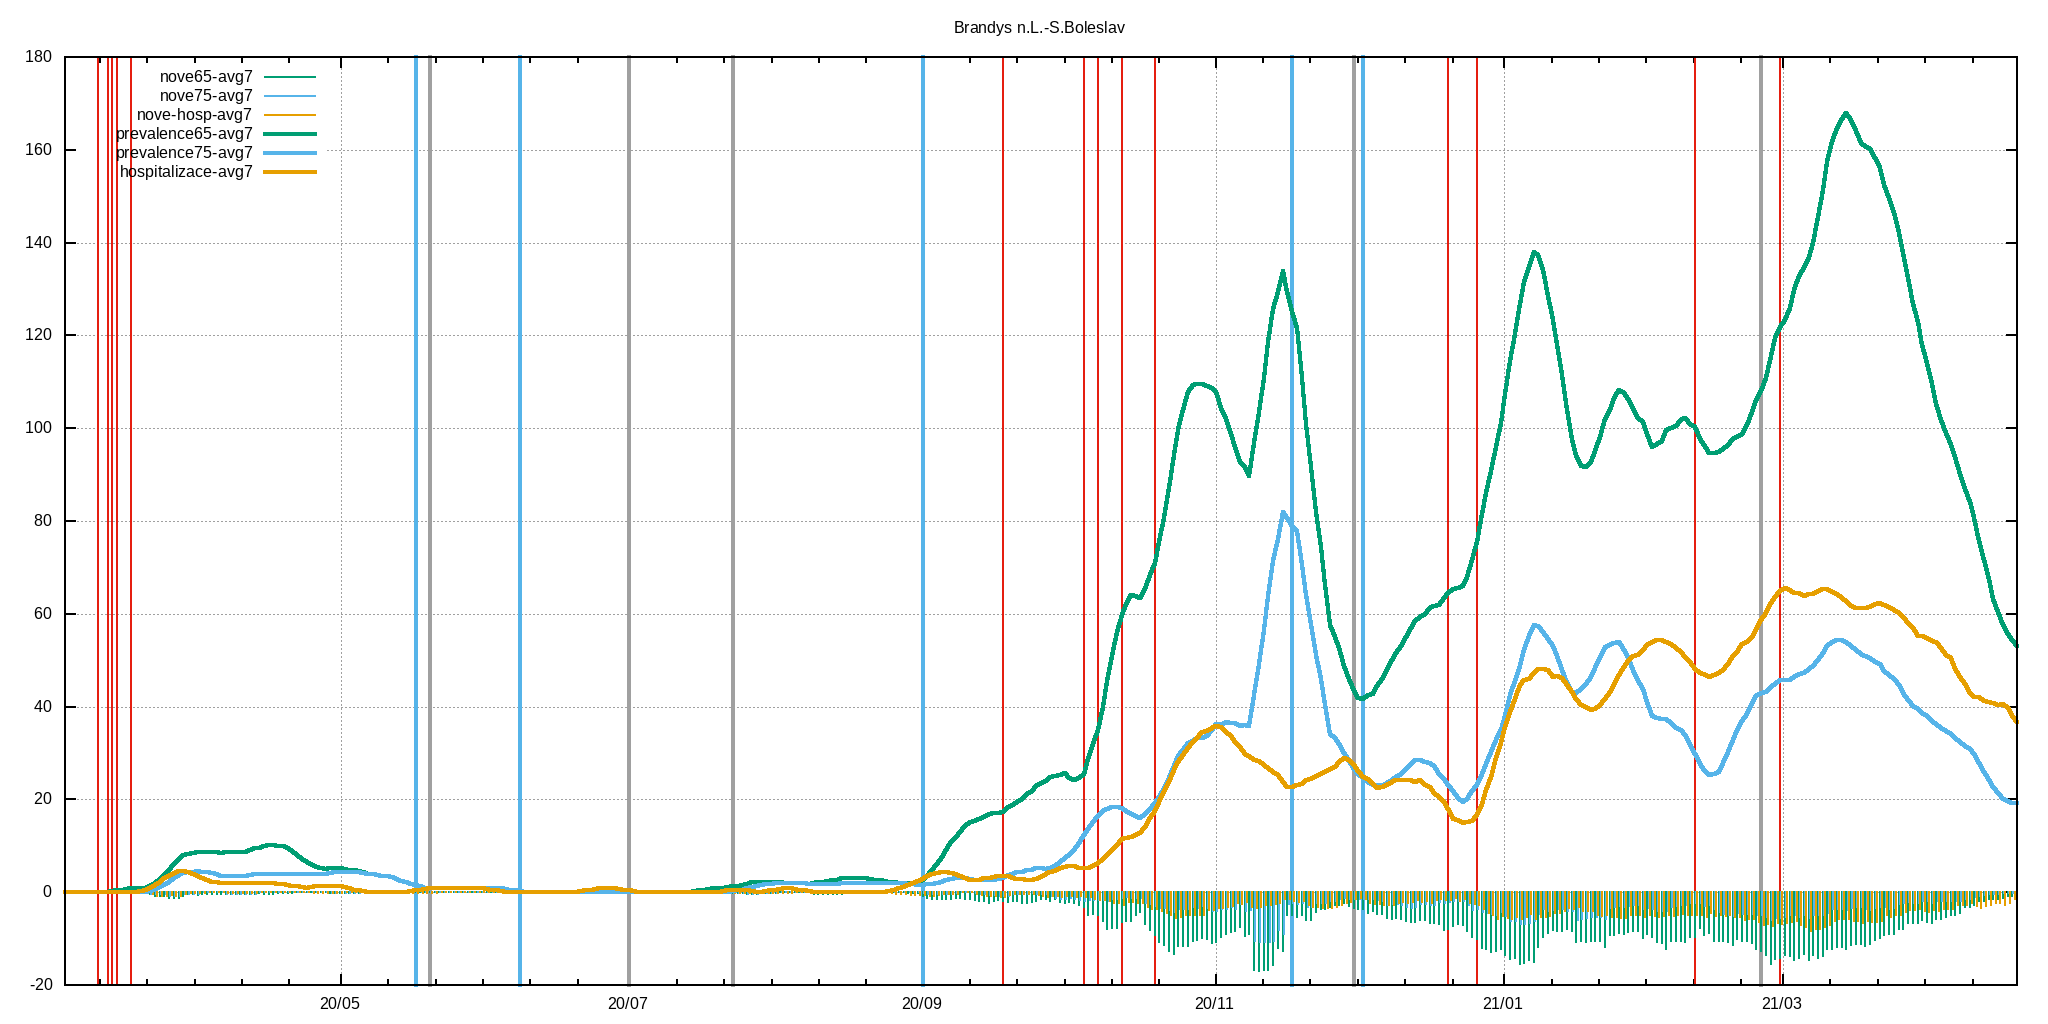 Brandys n.L.-S.Boleslav
180
160
140
120
100
80
60
40
20
0
-20
nove65-avg7
nove75-avg7
nove-hosp-avg7
prevalence65-avg7
prevalence75-avg7
hospitalizace-avg7
20/05
20/07
20/09
20/11
21/01
21/03